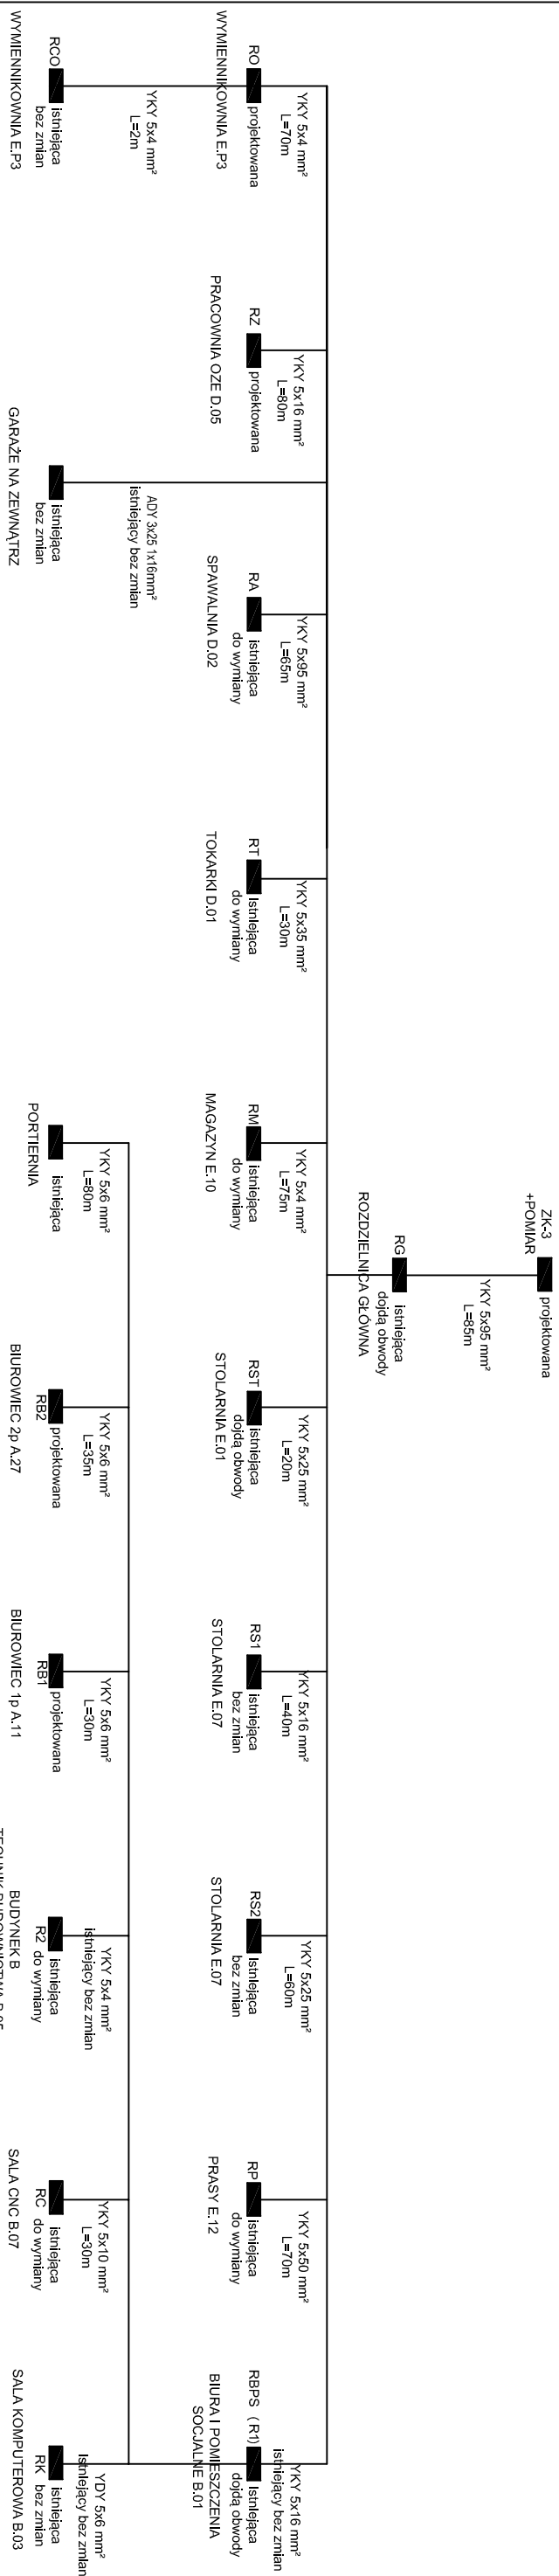 ZK-3
+POMIAR
projektowana
YKY 5x95 mm²
L=85m
RG
istniejąca
dojdą obwody
ROZDZIELNICA GŁÓWNA
YKY 5x4 mm²
L=70m
RO
projektowana
WYMIENNIKOWNIA E.P3
YKY 5x16 mm²
L=80m
RZ
projektowana
PRACOWNIA OZE D.05
YKY 5x95 mm²
L=65m
RA
istniejąca
do wymiany
SPAWALNIA D.02
YKY 5x35 mm²
L=30m
RT
istniejąca
do wymiany
TOKARKI D.01
YKY 5x4 mm²
L=75m
RM
istniejąca
do wymiany
MAGAZYN E.10
YKY 5x25 mm²
L=20m
RST
istniejąca
dojdą obwody
STOLARNIA E.01
YKY 5x16 mm²
L=40m
RS1
istniejąca
bez zmian
STOLARNIA E.07
YKY 5x25 mm²
L=60m
RS2
istniejąca
bez zmian
STOLARNIA E.07
YKY 5x50 mm²
L=70m
RP
istniejąca
do wymiany
PRASY E.12
YKY 5x16 mm²
istniejący bez zmian
RBPS (R1)
istniejąca
dojdą obwody
BIURA I POMIESZCZENIA
SOCJALNE B.01
YKY 5x4 mm²
L=2m
RCO
istniejąca
bez zmian
WYMIENNIKOWNIA E.P3
ADY 3x25 1x16mm²
istniejący bez zmian
istniejąca
bez zmian
GARAŻE NA ZEWNĄTRZ
YKY 5x6 mm²
L=80m
istniejąca
PORTIERNIA
YKY 5x6 mm²
L=35m
RB2
projektowana
BIUROWIEC 2p A.27
YKY 5x6 mm²
L=30m
RB1
projektowana
BIUROWIEC 1p A.11
YKY 5x4 mm²
istniejący bez zmian
R2
istniejąca
do wymiany
BUDYNEK B
YKY 5x10 mm²
L=30m
RC
istniejąca
do wymiany
SALA CNC B.07
YDY 5x6 mm²
istniejący bez zmian
RK
istniejąca
bez zmian
SALA KOMPUTEROWA B.03